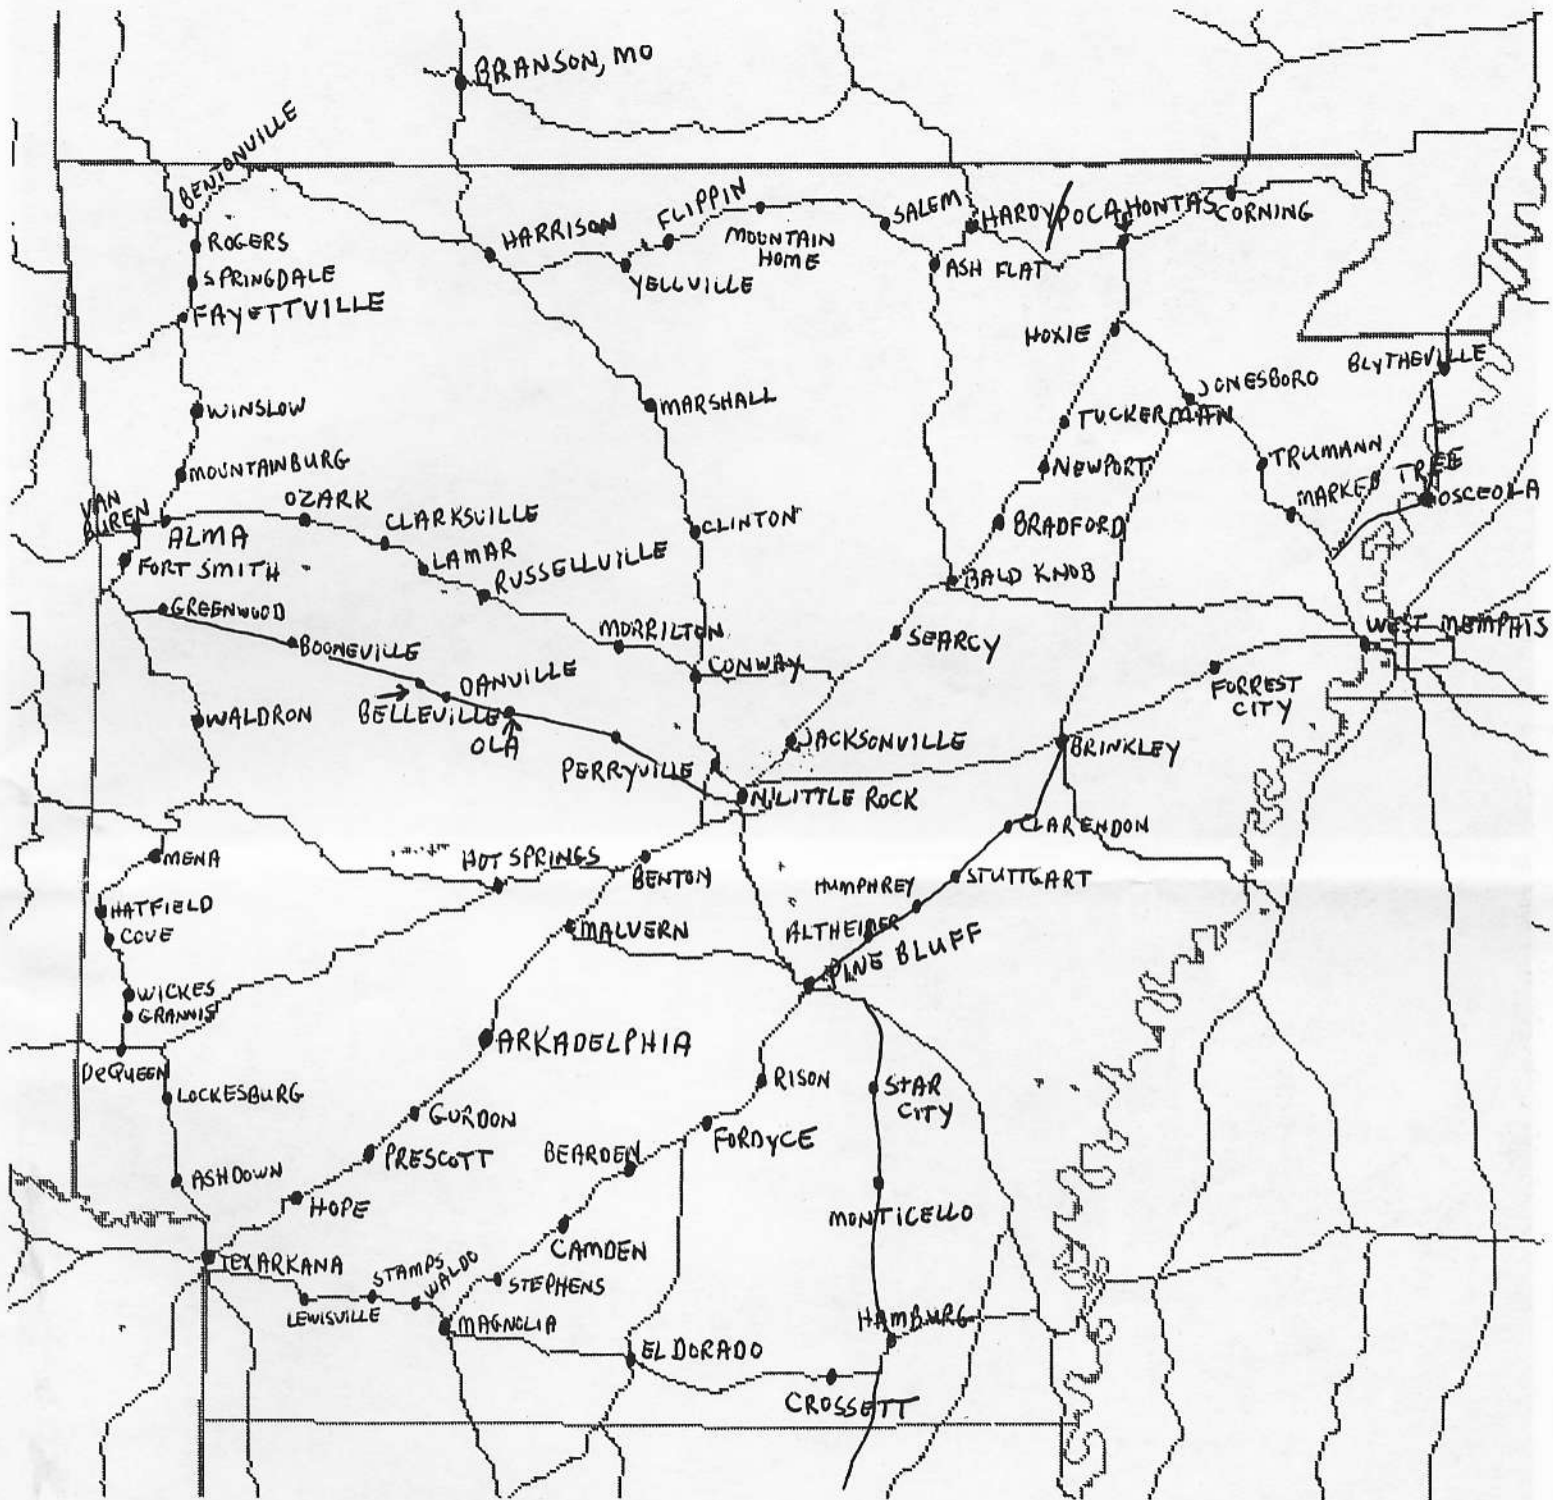 BRANSON, MO
BENTONVILLE
ROGERS
SPRINGDALE
FAYETTVILLE
HARRISON
FLIPPIN
YELLVILLE
MOUNTAIN
HOME
SALEM
ASH FLAT
HARDY
POCAHONTAS
CORNING
HOXIE
JONESBORO
BLYTHEVILLE
WINSLOW
MARSHALL
TUCKERMAN
MOUNTAINBURG
NEWPORT
TRUMANN
MARKED TREE
OSCEOLA
VAN
BUREN
ALMA
OZARK
CLARKSVILLE
CLINTON
BRADFORD
FORT SMITH
LAMAR
RUSSELLVILLE
BALD KNOB
GREENWOOD
BOONEVILLE
MORRILTON
CONWAY
SEARCY
WEST MEMPHIS
FORREST
CITY
DANVILLE
BELLEVILLE
OLA
WALDRON
PERRYVILLE
JACKSONVILLE
BRINKLEY
N. LITTLE ROCK
CLARENDON
MENA
HOT SPRINGS
BENTON
HUMPHREY
STUTTGART
HATFIELD
COVE
MALVERN
ALTHEIMER
PINE BLUFF
WICKES
GRANNIS
ARKADELPHIA
DeQUEEN
LOCKESBURG
RISON
STAR
CITY
GURDON
FORDYCE
PRESCOTT
BEARDEN
ASHDOWN
HOPE
MONTICELLO
CAMDEN
TEXARKANA
STAMPS
WALDO
STEPHENS
LEWISVILLE
MAGNOLIA
HAMBURG
EL DORADO
CROSSETT